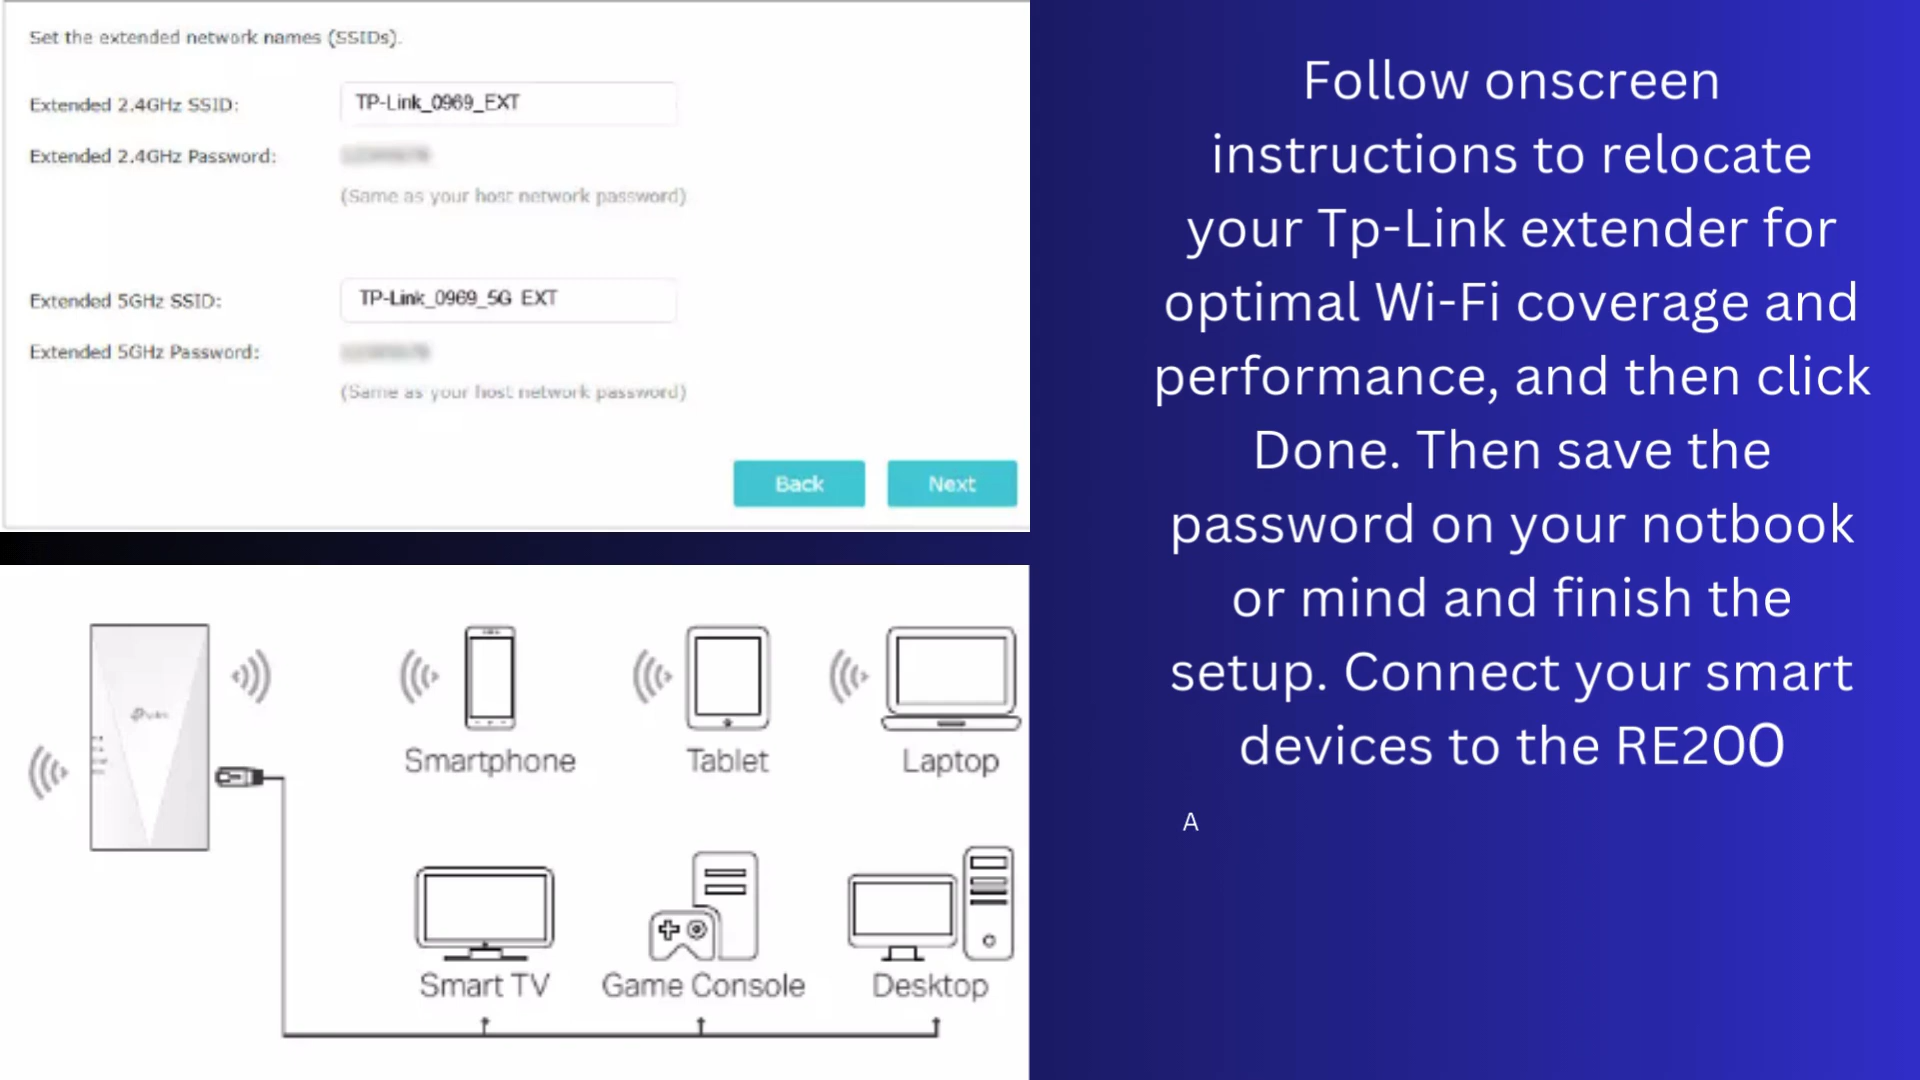 Set the extended network names (SSIDs).
Extended 2.4GHz SSID: TP-Link_0969_EXT
Extended 2.4GHz Password:
(Same as your host network password)
Extended 5GHz SSID: TP-Link_0969_5G EXT
Extended 5GHz Password:
(Same as your host network password)
Back Next
Smartphone Tablet Laptop
Smart TV Game Console Desktop
Follow onscreen
instructions to relocate
your Tp-Link extender for
optimal Wi-Fi coverage and
performance, and then click
Done. Then save the
password on your notbook
or mind and finish the
setup. Connect your smart
devices to the RE200
A